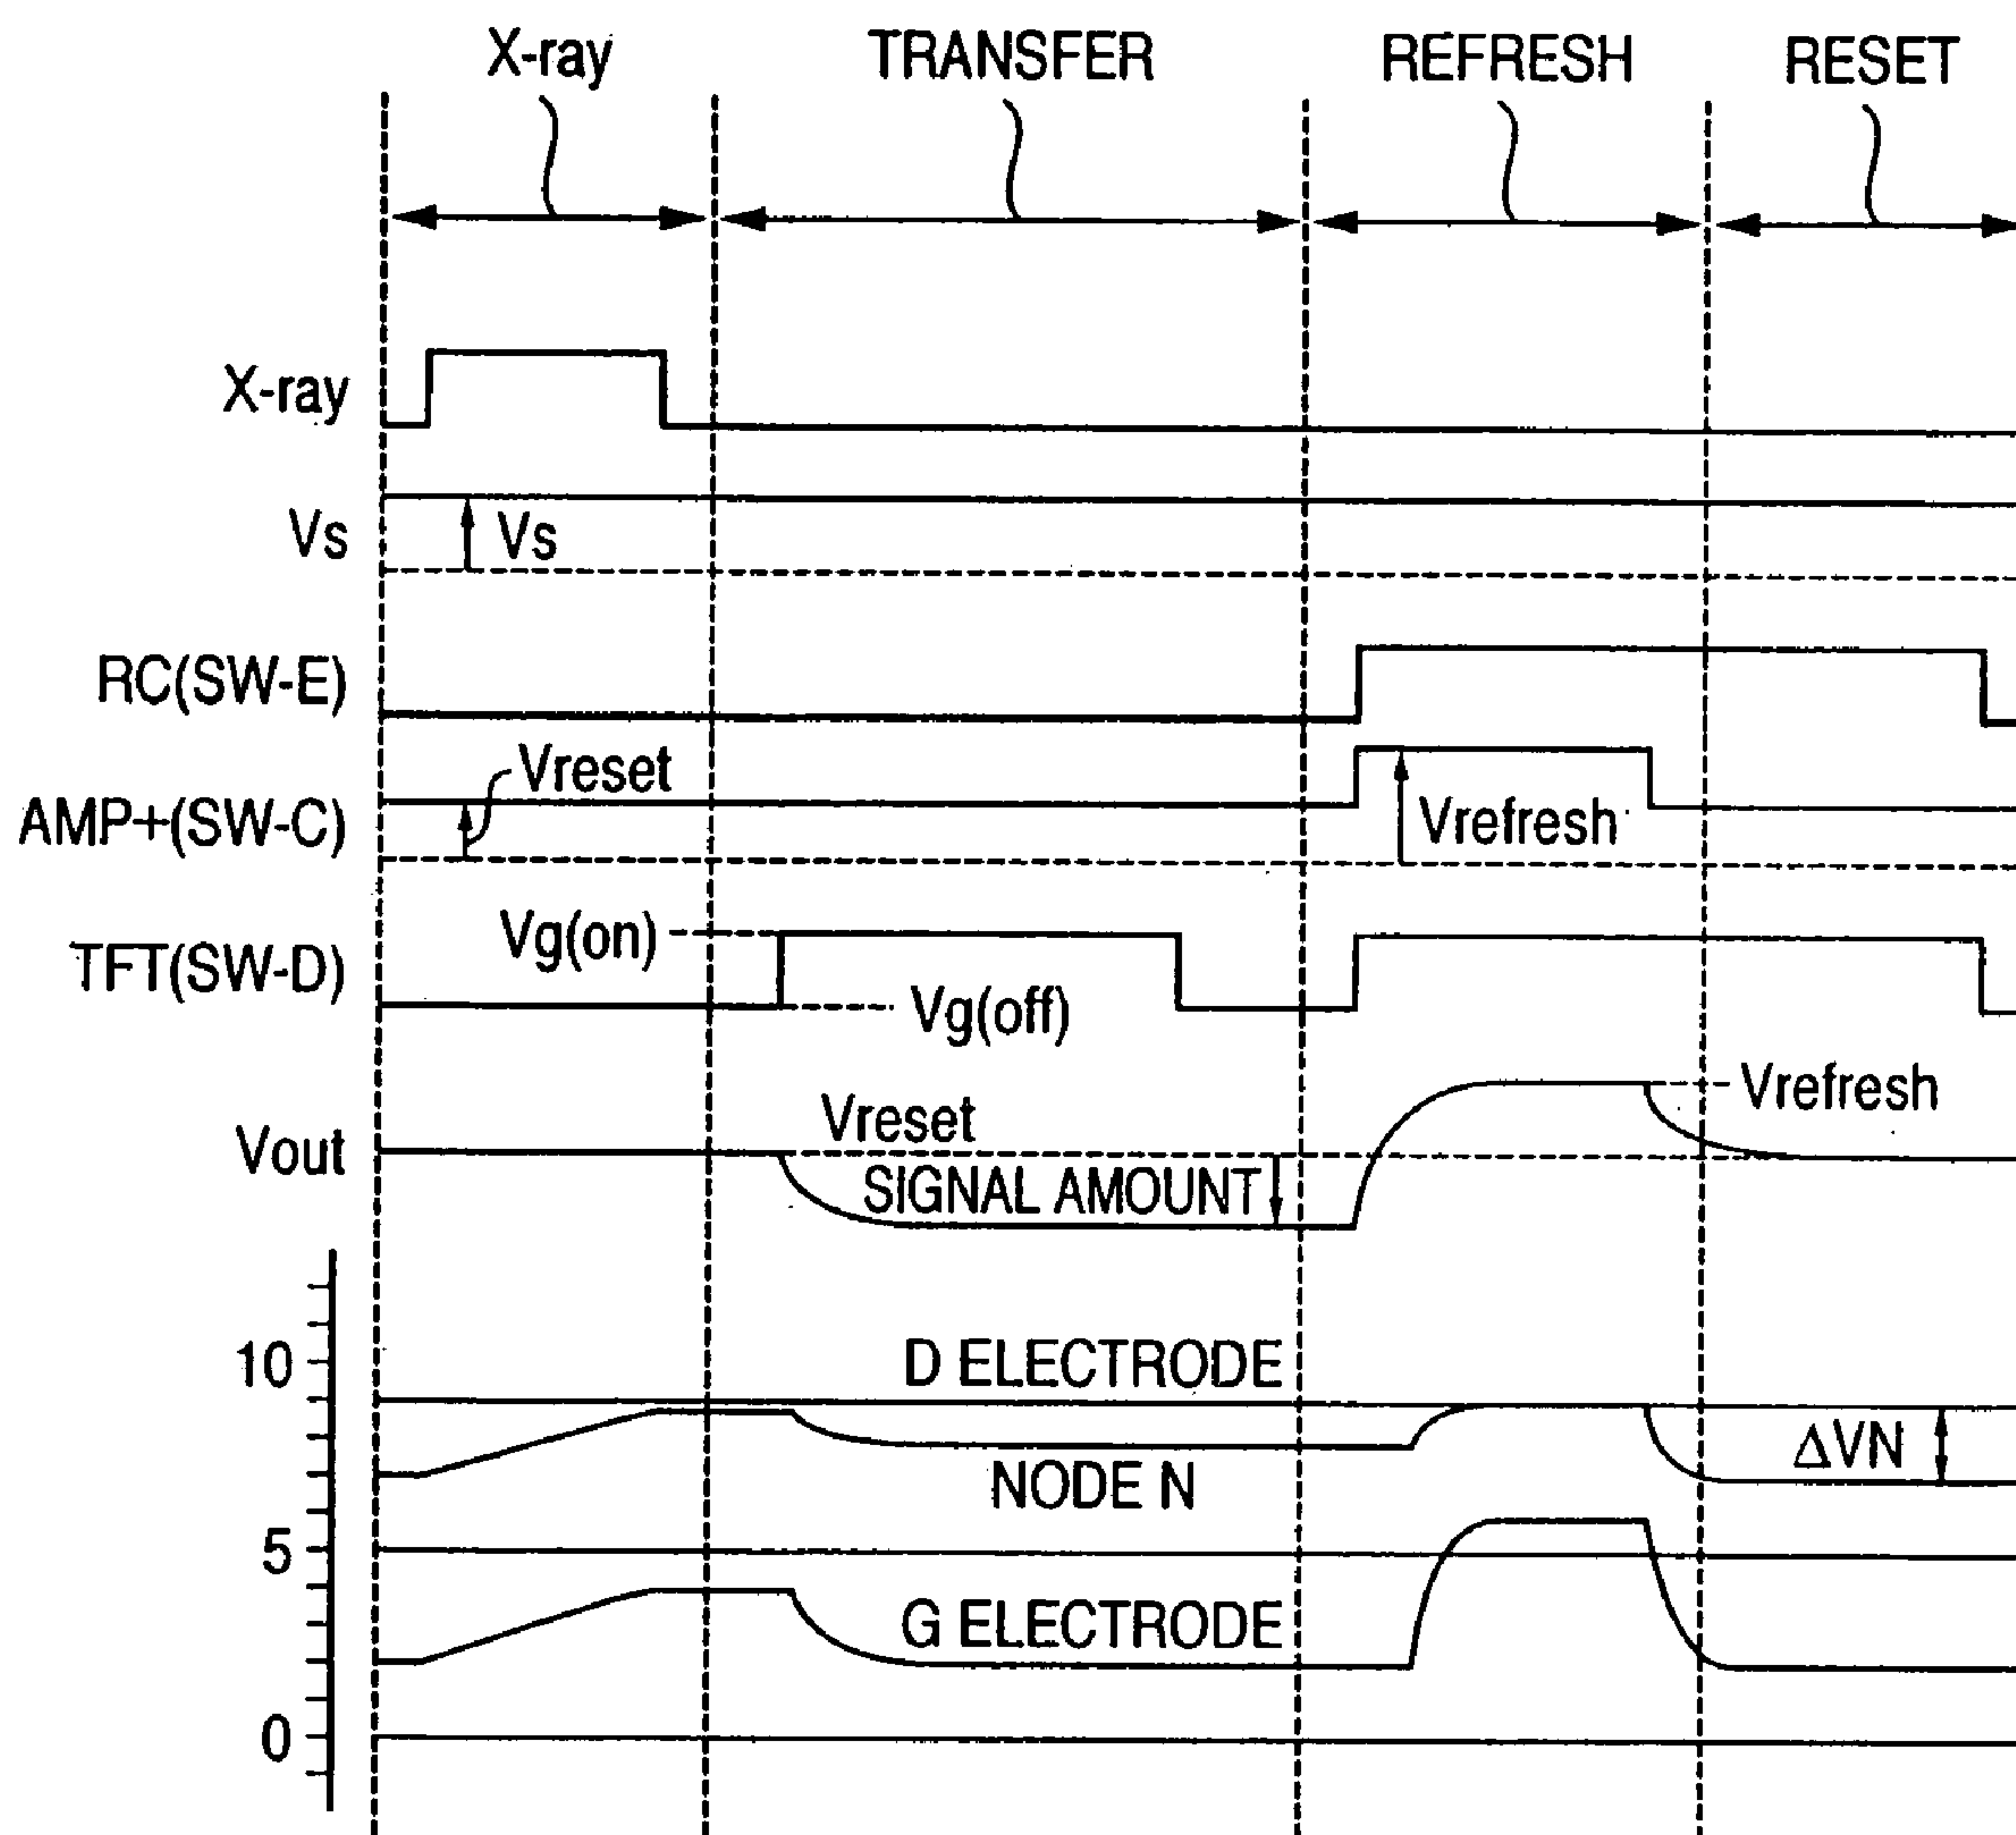 X-ray TRANSFER REFRESH RESET
X-ray
Vs Vs
RC(SW-E)
Vreset
AMP+(SW-C) Vrefresh
Vg(on)
TFT(SW-D)
Vg(off)
Vrefresh
Vreset
Vout
SIGNAL AMOUNT
10 D ELECTRODE
ΔVN
NODE N
5
G ELECTRODE
0